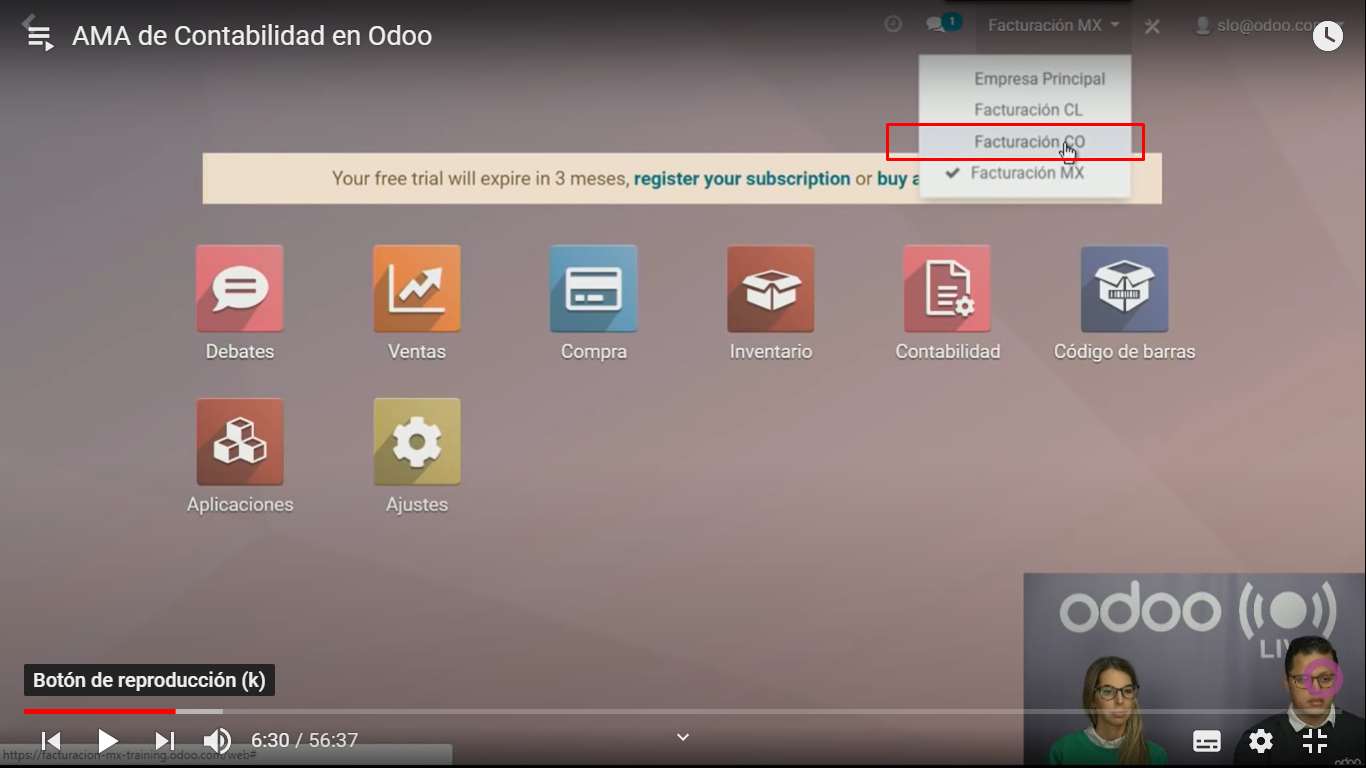 AMA de Contabilidad en Odoo
1
Facturación MX
slo@odoo.co
Empresa Principal
Facturación CL
Facturación CO
Facturación MX
Your free trial will expire in 3 meses, register your subscription or buy a
Debates
Ventas
Compra
Inventario
Contabilidad
Código de barras
Aplicaciones
Ajustes
odoo
LIV
Botón de reproducción (k)
6:30 / 56:37
https://facturacion-mx-training.odoo.com/web#
odoo